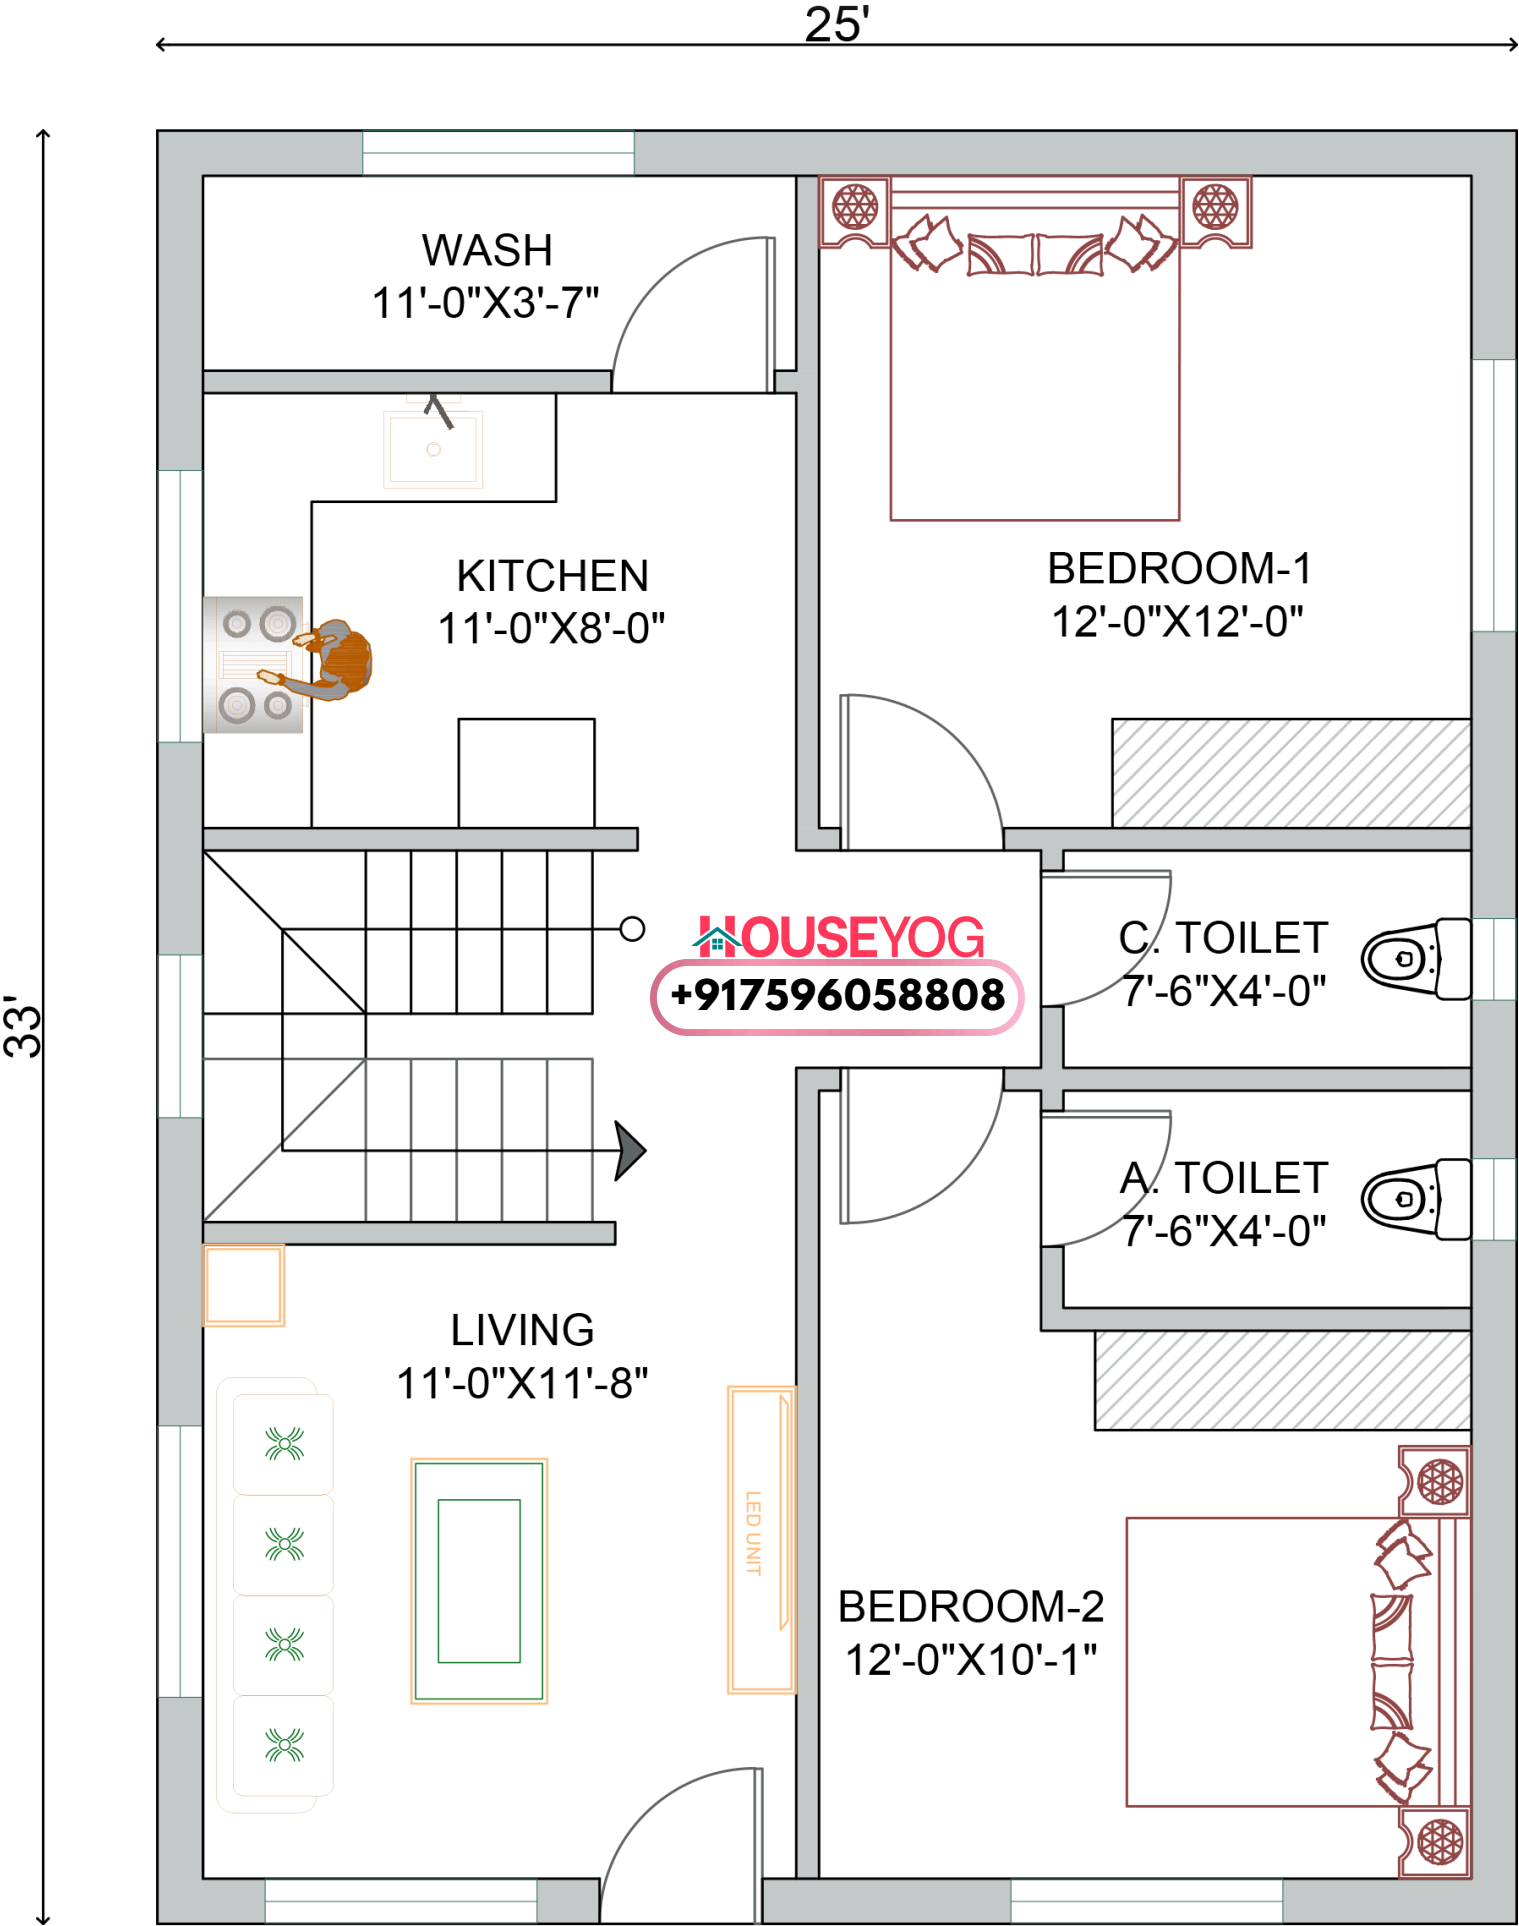 25'
WASH
11'-0"X3'-7"
KITCHEN
11'-0"X8'-0"
BEDROOM-1
12'-0"X12'-0"
HOUSEYOG
+917596058808
C. TOILET
7'-6"X4'-0"
33'
A. TOILET
7'-6"X4'-0"
LIVING
11'-0"X11'-8"
LED UNIT
BEDROOM-2
12'-0"X10'-1"